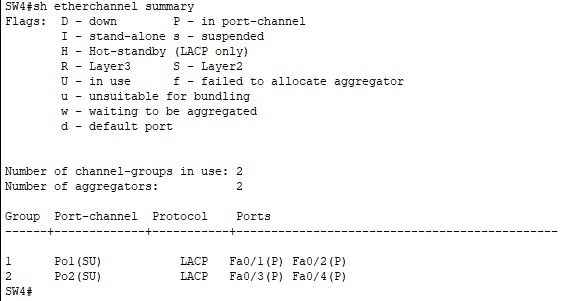 SW4#sh etherchannel summary
Flags:  D - down        P - in port-channel
        I - stand-alone s - suspended
        H - Hot-standby (LACP only)
        R - Layer3      S - Layer2
        U - in use      f - failed to allocate aggregator
        u - unsuitable for bundling
        w - waiting to be aggregated
        d - default port
Number of channel-groups in use: 2
Number of aggregators:           2
Group  Port-channel  Protocol    Ports
------+-------------+-----------+----------------------------------------------
1      Po1(SU)           LACP   Fa0/1(P) Fa0/2(P)
2      Po2(SU)           LACP   Fa0/3(P) Fa0/4(P)
SW4#